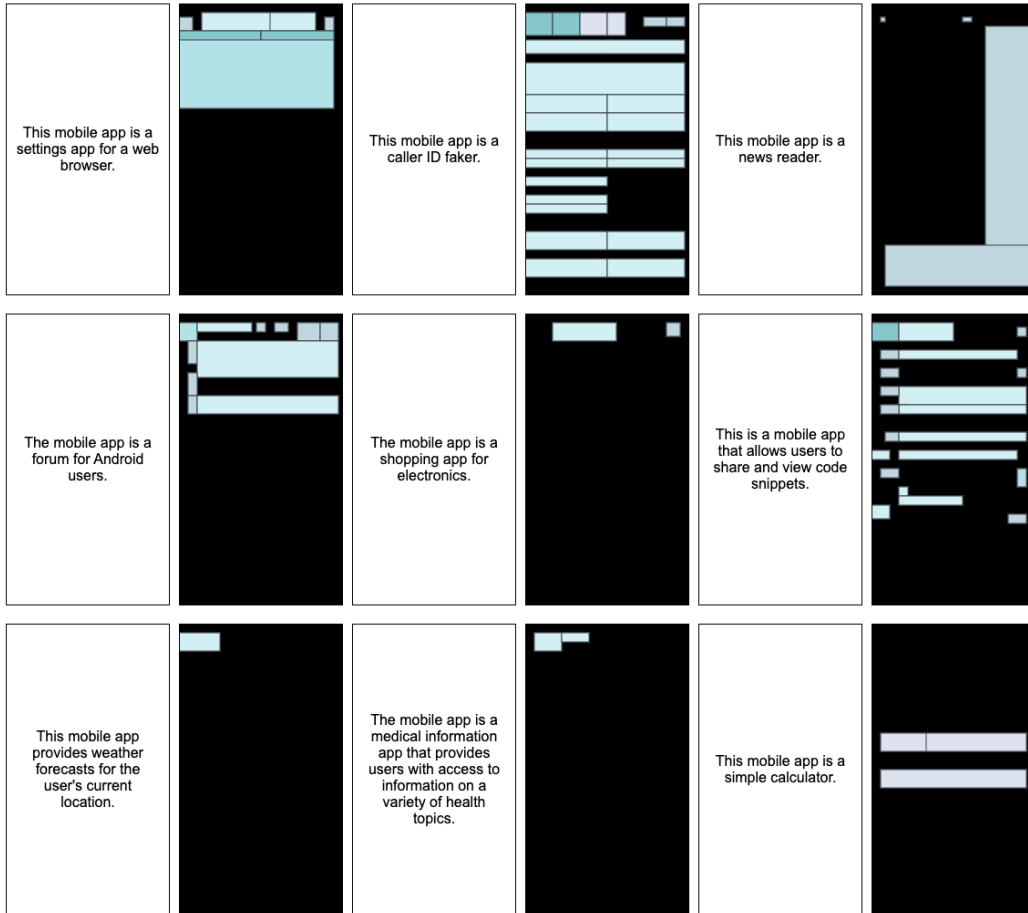 This mobile app is a
settings app for a web
browser.
This mobile app is a
caller ID faker.
This mobile app is a
news reader.
The mobile app is a
forum for Android
users.
The mobile app is a
shopping app for
electronics.
This is a mobile app
that allows users to
share and view code
snippets.
This mobile app
provides weather
forecasts for the
user's current
location.
The mobile app is a
medical information
app that provides
users with access to
information on a
variety of health
topics.
This mobile app is a
simple calculator.